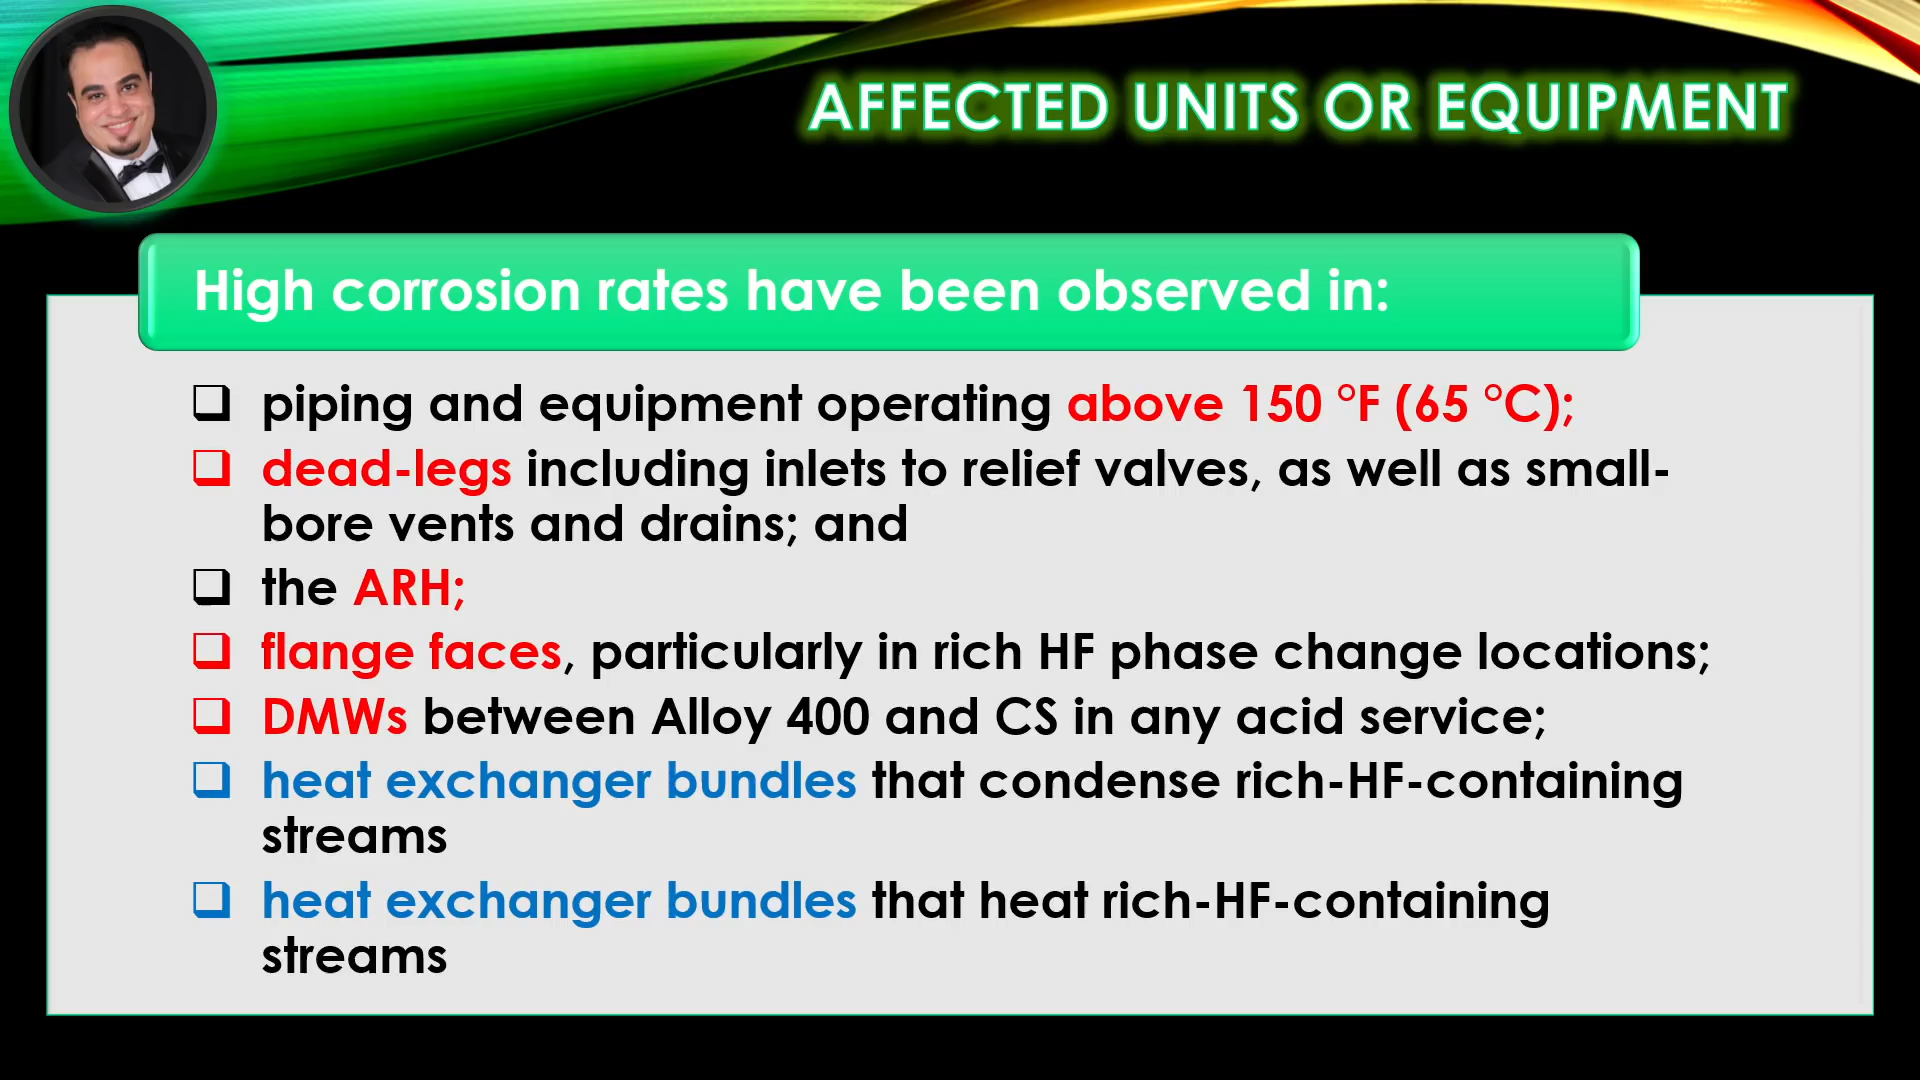 AFFECTED UNITS OR EQUIPMENT
High corrosion rates have been observed in:
piping and equipment operating above 150 °F (65 °C);
dead-legs including inlets to relief valves, as well as small-
bore vents and drains; and
the ARH;
flange faces, particularly in rich HF phase change locations;
DMWs between Alloy 400 and CS in any acid service;
heat exchanger bundles that condense rich-HF-containing
streams
heat exchanger bundles that heat rich-HF-containing
streams